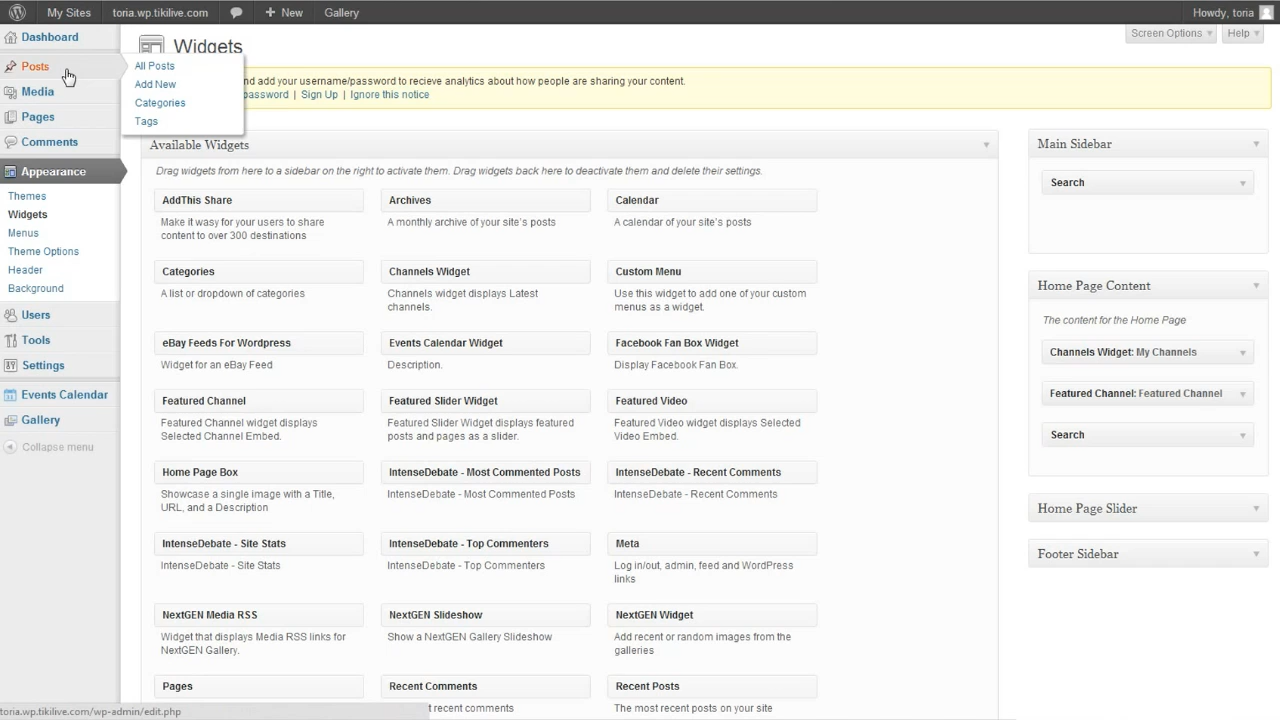 My Sites
toria.wp.tikilive.com
+ New
Gallery
Howdy, toria
Dashboard
Posts
Media
Pages
Comments
Appearance
Themes
Widgets
Menus
Theme Options
Header
Background
Users
Tools
Settings
Events Calendar
Gallery
Collapse menu
All Posts
Add New
Categories
Tags
Screen Options
Help
Widgets
and add your username/password to recieve analytics about how people are sharing your content.
password | Sign Up | Ignore this notice
Available Widgets
Drag widgets from here to a sidebar on the right to activate them. Drag widgets back here to deactivate them and delete their settings.
AddThis Share
Make it wasy for your users to share
content to over 300 destinations
Archives
A monthly archive of your site's posts
Calendar
A calendar of your site's posts
Categories
A list or dropdown of categories
Channels Widget
Channels widget displays Latest
channels.
Custom Menu
Use this widget to add one of your custom
menus as a widget.
eBay Feeds For Wordpress
Widget for an eBay Feed
Events Calendar Widget
Description.
Facebook Fan Box Widget
Display Facebook Fan Box.
Featured Channel
Featured Channel widget displays
Selected Channel Embed.
Featured Slider Widget
Featured Slider Widget displays featured
posts and pages as a slider.
Featured Video
Featured Video widget displays Selected
Video Embed.
Home Page Box
Showcase a single image with a Title,
URL, and a Description
IntenseDebate - Most Commented Posts
IntenseDebate - Most Commented Posts
IntenseDebate - Recent Comments
IntenseDebate - Recent Comments
IntenseDebate - Site Stats
IntenseDebate - Site Stats
IntenseDebate - Top Commenters
IntenseDebate - Top Commenters
Meta
Log in/out, admin, feed and WordPress
links
NextGEN Media RSS
Widget that displays Media RSS links for
NextGEN Gallery.
NextGEN Slideshow
Show a NextGEN Gallery Slideshow
NextGEN Widget
Add recent or random images from the
galleries
Pages
Recent Comments
recent comments
Recent Posts
The most recent posts on your site
Main Sidebar
Search
Home Page Content
The content for the Home Page
Channels Widget: My Channels
Featured Channel: Featured Channel
Search
Home Page Slider
Footer Sidebar
toria.wp.tikilive.com/wp-admin/edit.php